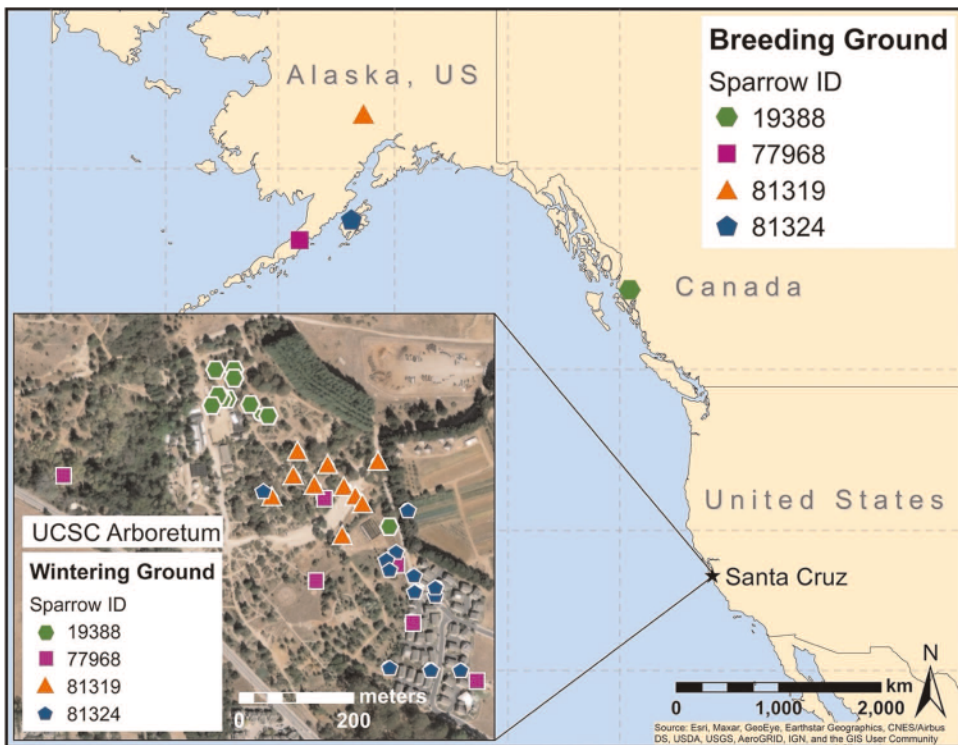 Alaska, US
Breeding Ground
Sparrow ID
19388
77968
81319
81324
Canada
United States
Santa Cruz
UCSC Arboretum
Wintering Ground
Sparrow ID
19388
77968
81319
81324
meters
0 200
N
km
0 1,000 2,000
Source: Esri, Maxar, GeoEye, Earthstar Geographics, CNES/Airbus
DS, USDA, USGS, AeroGRID, IGN, and the GIS User Community